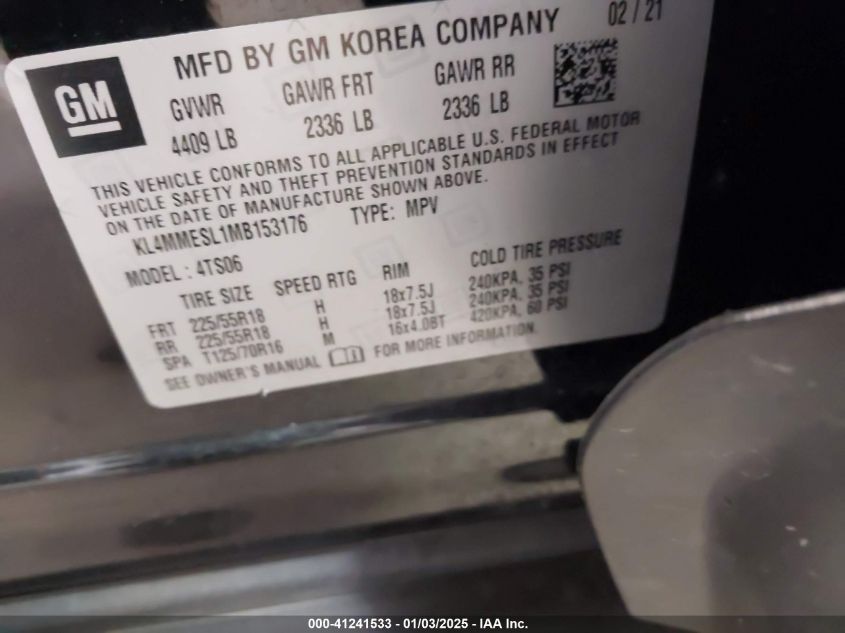 MFD BY GM KOREA COMPANY 02 / 21
GM
GVWR GAWR FRT GAWR RR
4409 LB 2336 LB 2336 LB
THIS VEHICLE CONFORMS TO ALL APPLICABLE U.S. FEDERAL MOTOR
VEHICLE SAFETY AND THEFT PREVENTION STANDARDS IN EFFECT
ON THE DATE OF MANUFACTURE SHOWN ABOVE.
KL4MMESL1MB153176 TYPE: MPV
MODEL : 4TS06
TIRE SIZE SPEED RTG RIM COLD TIRE PRESSURE
FRT 225/55R18 H 18x7.5J 240KPA, 35 PSI
RR 225/55R18 H 18x7.5J 240KPA, 35 PSI
SPA T125/70R16 M 16x4.0BT 420KPA, 60 PSI
SEE OWNER'S MANUAL FOR MORE INFORMATION
000-41241533 - 01/03/2025 - IAA Inc.